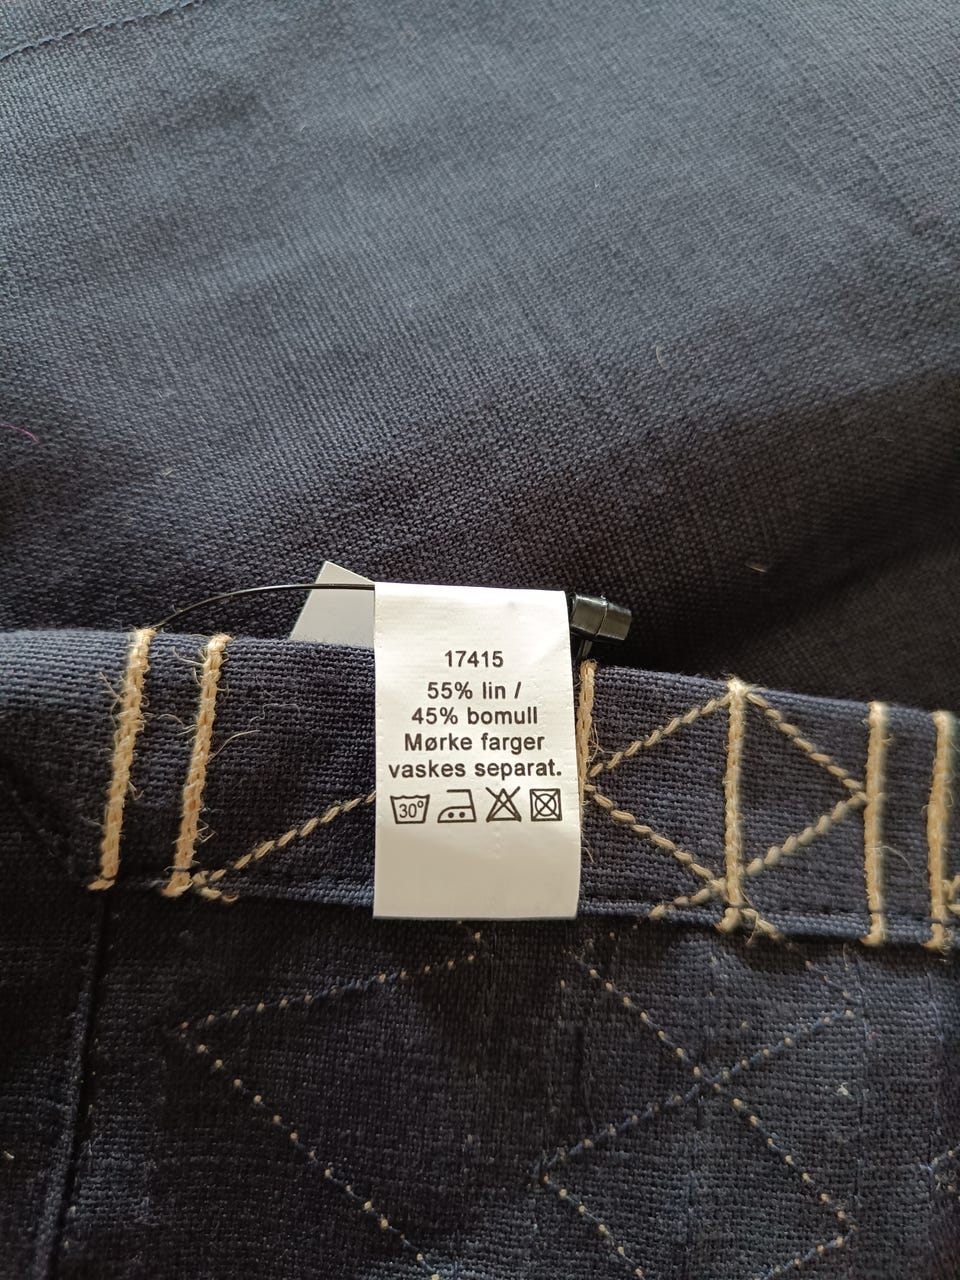 17415
55% lin /
45% bomull
Mørke farger
vaskes separat.
30°